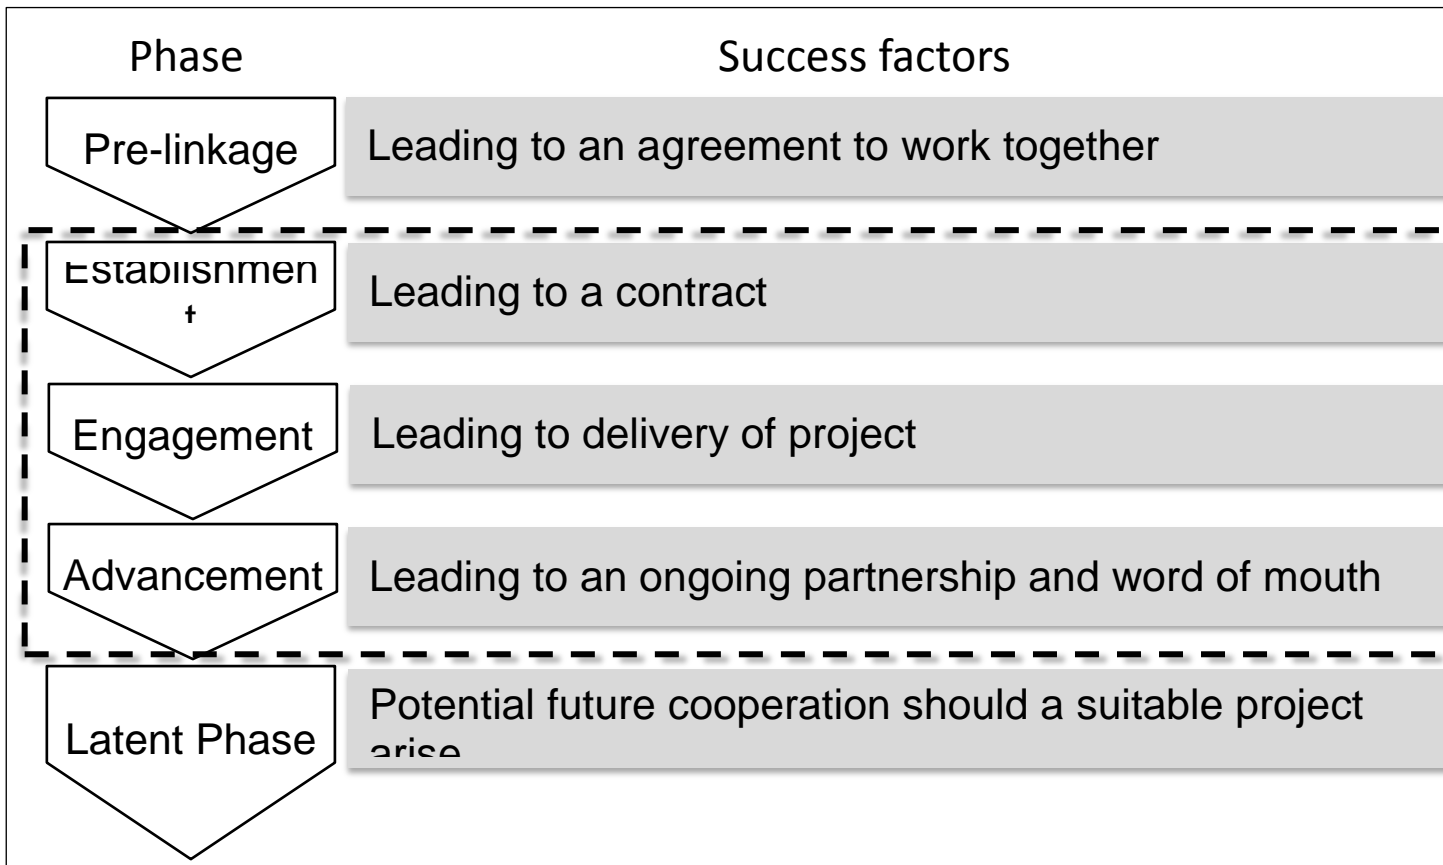 Phase
Success factors
Pre-linkage
Leading to an agreement to work together
Establishmen
t
Leading to a contract
Engagement
Leading to delivery of project
Advancement
Leading to an ongoing partnership and word of mouth
Latent Phase
Potential future cooperation should a suitable project
arise